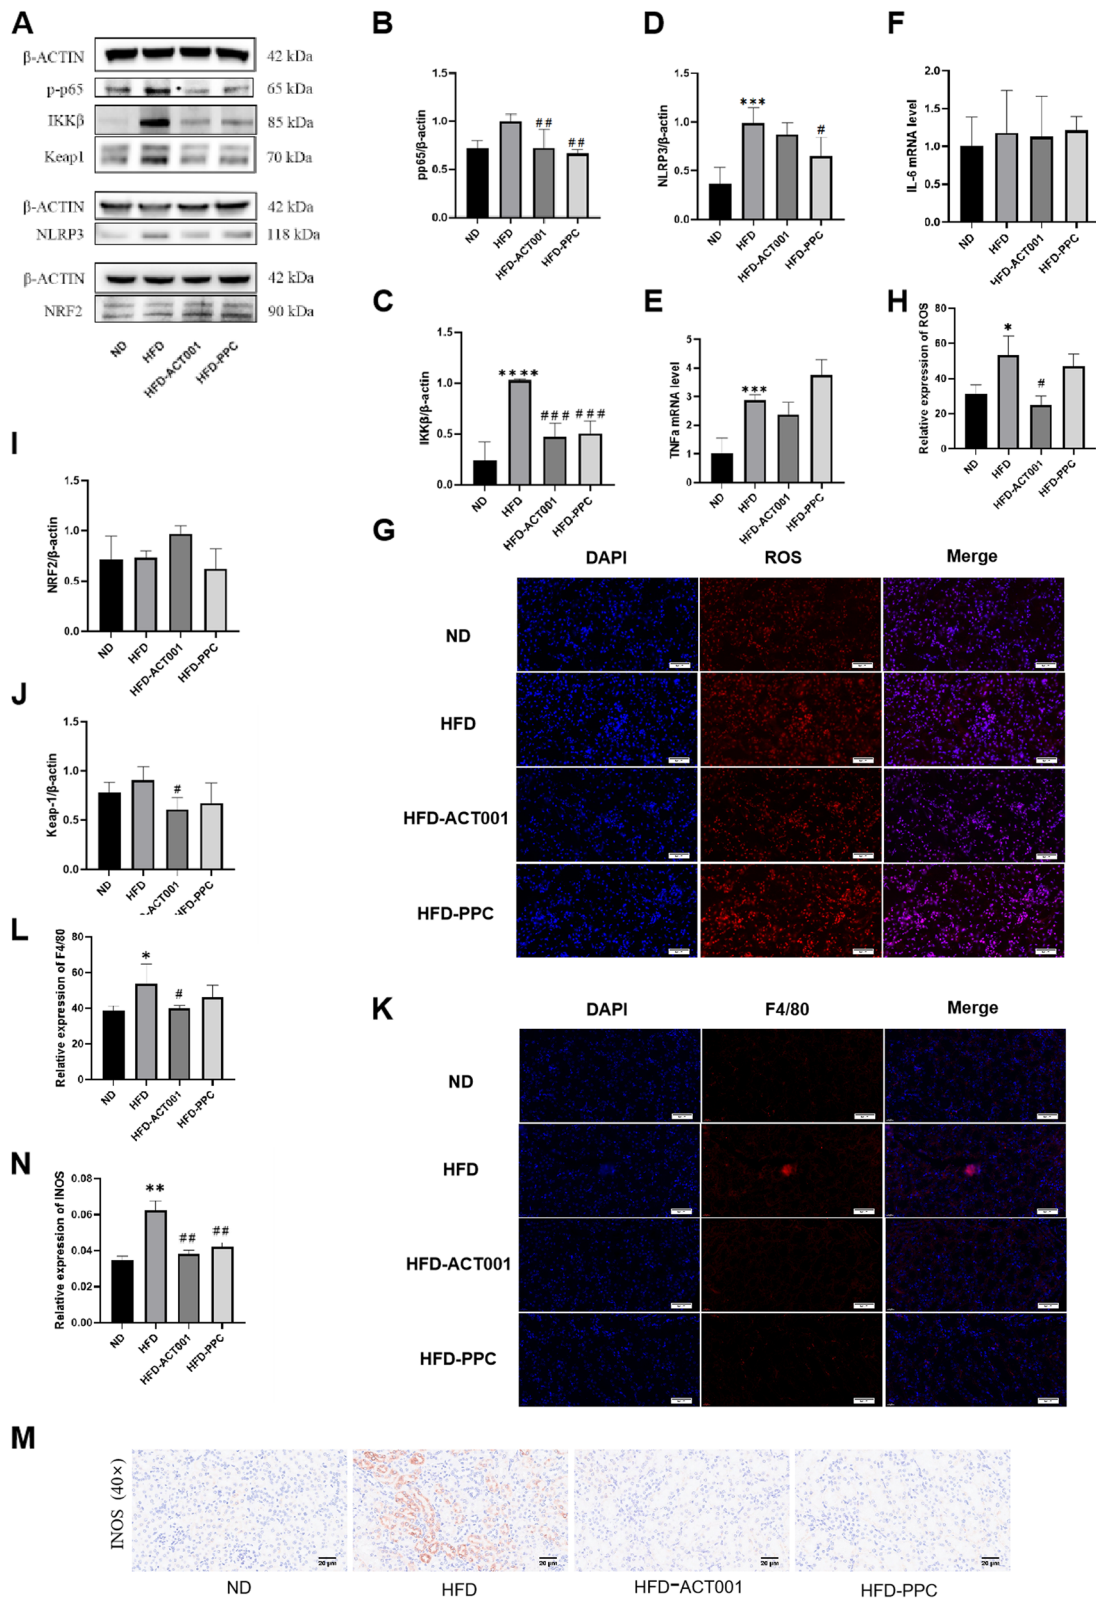 A
β-ACTIN 42 kDa
p-p65 65 kDa
IKKβ 85 kDa
Keap1 70 kDa
β-ACTIN 42 kDa
NLRP3 118 kDa
β-ACTIN 42 kDa
NRF2 90 kDa
ND HFD HFD-ACT001 HFD-PPC
B
pp65/β-actin
1.5
1.0
0.5
0.0
## ##
ND HFD HFD-ACT001 HFD-PPC
D
NLRP3/β-actin
1.5
1.0
0.5
0.0
*** #
ND HFD HFD-ACT001 HFD-PPC
F
IL-6 mRNA level
2.0
1.5
1.0
0.5
0.0
ND HFD HFD-ACT001 HFD-PPC
C
IKKβ/β-actin
1.5
1.0
0.5
0.0
**** ### ###
ND HFD HFD-ACT001 HFD-PPC
E
TNFa mRNA level
5
4
3
2
1
0
***
ND HFD HFD-ACT001 HFD-PPC
H
Relative expression of ROS
80
60
40
20
0
* #
ND HFD HFD-ACT001 HFD-PPC
I
NRF2/β-actin
1.5
1.0
0.5
0.0
ND HFD HFD-ACT001 HFD-PPC
G
DAPI ROS Merge
ND
HFD
HFD-ACT001
HFD-PPC
J
Keap-1/β-actin
1.5
1.0
0.5
0.0
#
ND HFD -ACT001 HFD-PPC
L
Relative expression of F4/80
80
60
40
20
0
* #
ND HFD HFD-ACT001 HFD-PPC
K
DAPI F4/80 Merge
ND
HFD
HFD-ACT001
HFD-PPC
N
Relative expression of INOS
0.08
0.06
0.04
0.02
0.00
** ## ##
ND HFD HFD-ACT001 HFD-PPC
M
INOS (40×)
20 μm 20 μm 20 μm 20 μm
ND HFD HFD-ACT001 HFD-PPC